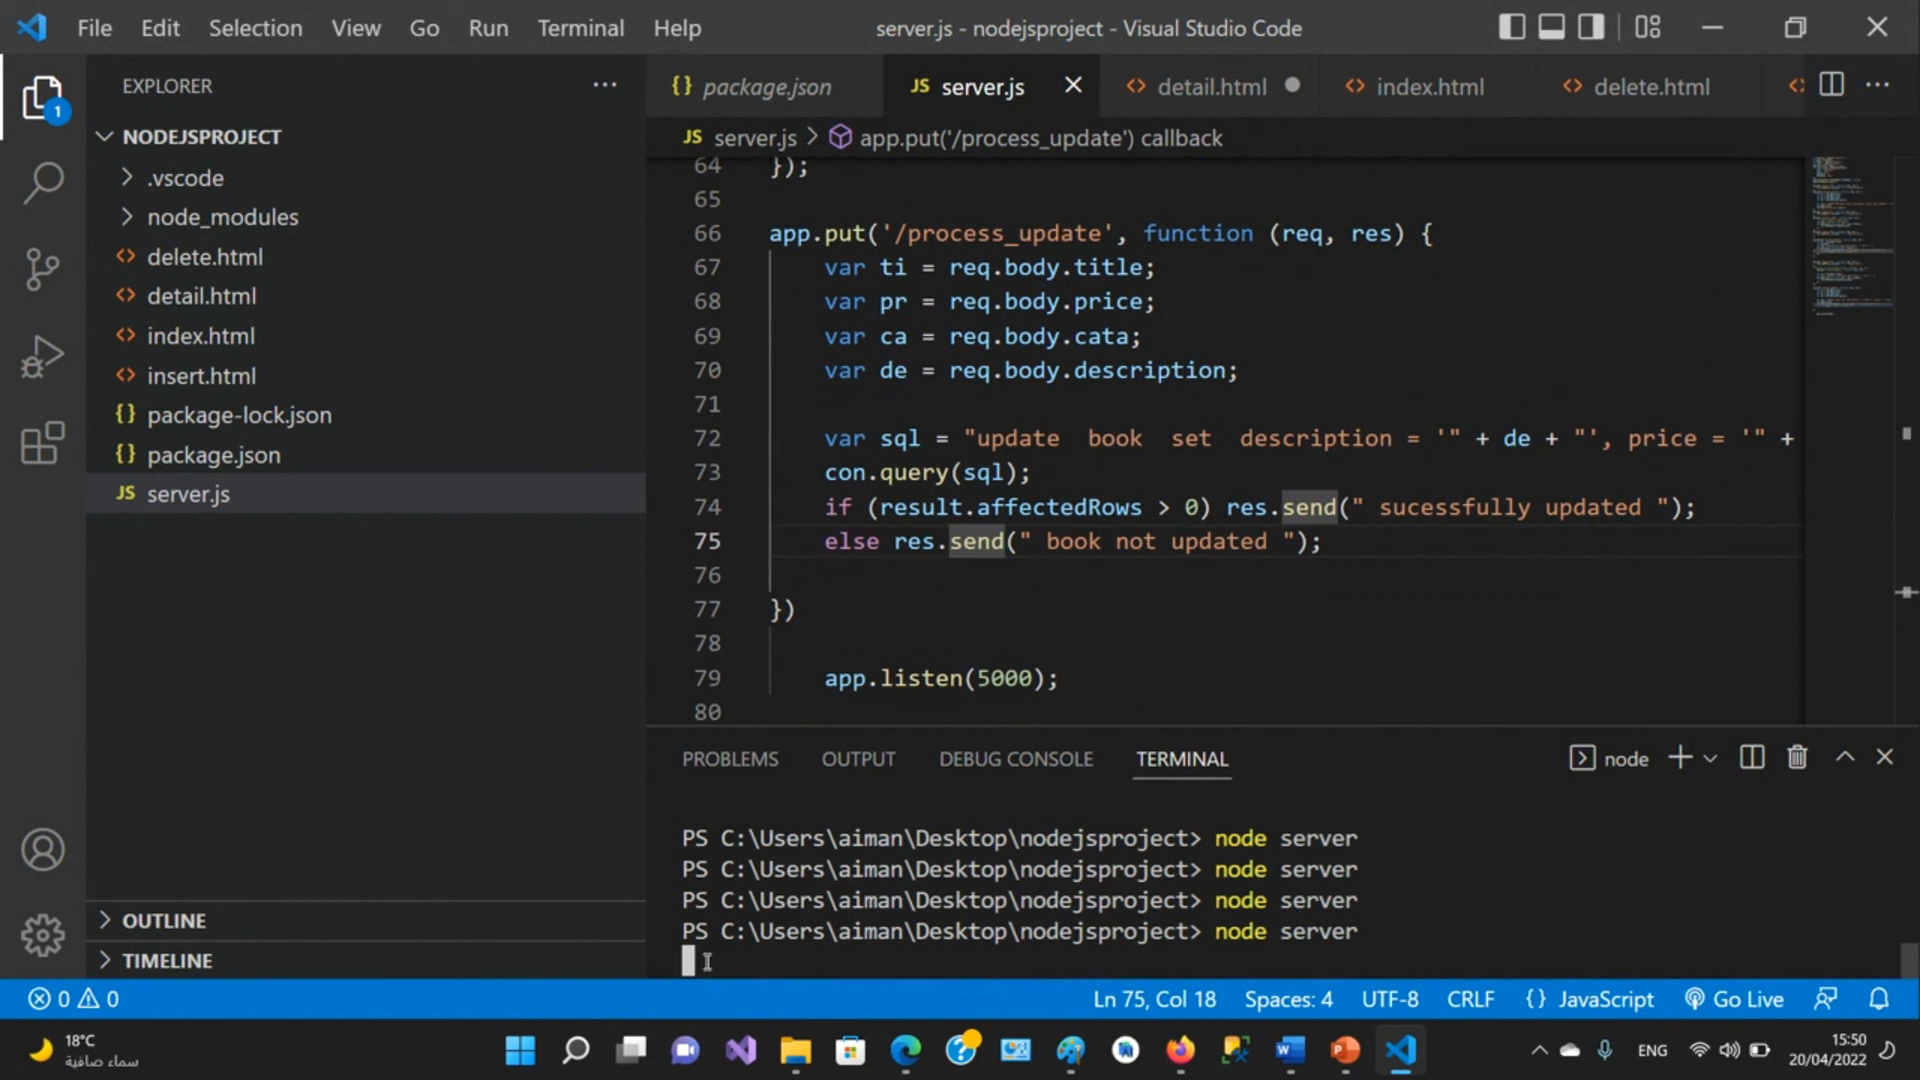 File Edit Selection View Go Run Terminal Help
server.js - nodejsproject - Visual Studio Code
EXPLORER
NODEJSPROJECT
.vscode
node_modules
delete.html
detail.html
index.html
insert.html
package-lock.json
package.json
server.js
OUTLINE
TIMELINE
1
package.json server.js detail.html index.html delete.html
JS server.js > app.put('/process_update') callback
64 });
65
66 app.put('/process_update', function (req, res) {
67 var ti = req.body.title;
68 var pr = req.body.price;
69 var ca = req.body.cata;
70 var de = req.body.description;
71
72 var sql = "update  book  set  description = '" + de + "', price = '" +
73 con.query(sql);
74 if (result.affectedRows > 0) res.send(" sucessfully updated ");
75 else res.send(" book not updated ");
76
77 })
78
79 app.listen(5000);
80
PROBLEMS OUTPUT DEBUG CONSOLE TERMINAL
node
PS C:\Users\aiman\Desktop\nodejsproject> node server
PS C:\Users\aiman\Desktop\nodejsproject> node server
PS C:\Users\aiman\Desktop\nodejsproject> node server
PS C:\Users\aiman\Desktop\nodejsproject> node server
0 0
Ln 75, Col 18 Spaces: 4 UTF-8 CRLF {} JavaScript Go Live
18°C
سماء صافية
ENG
15:50
20/04/2022